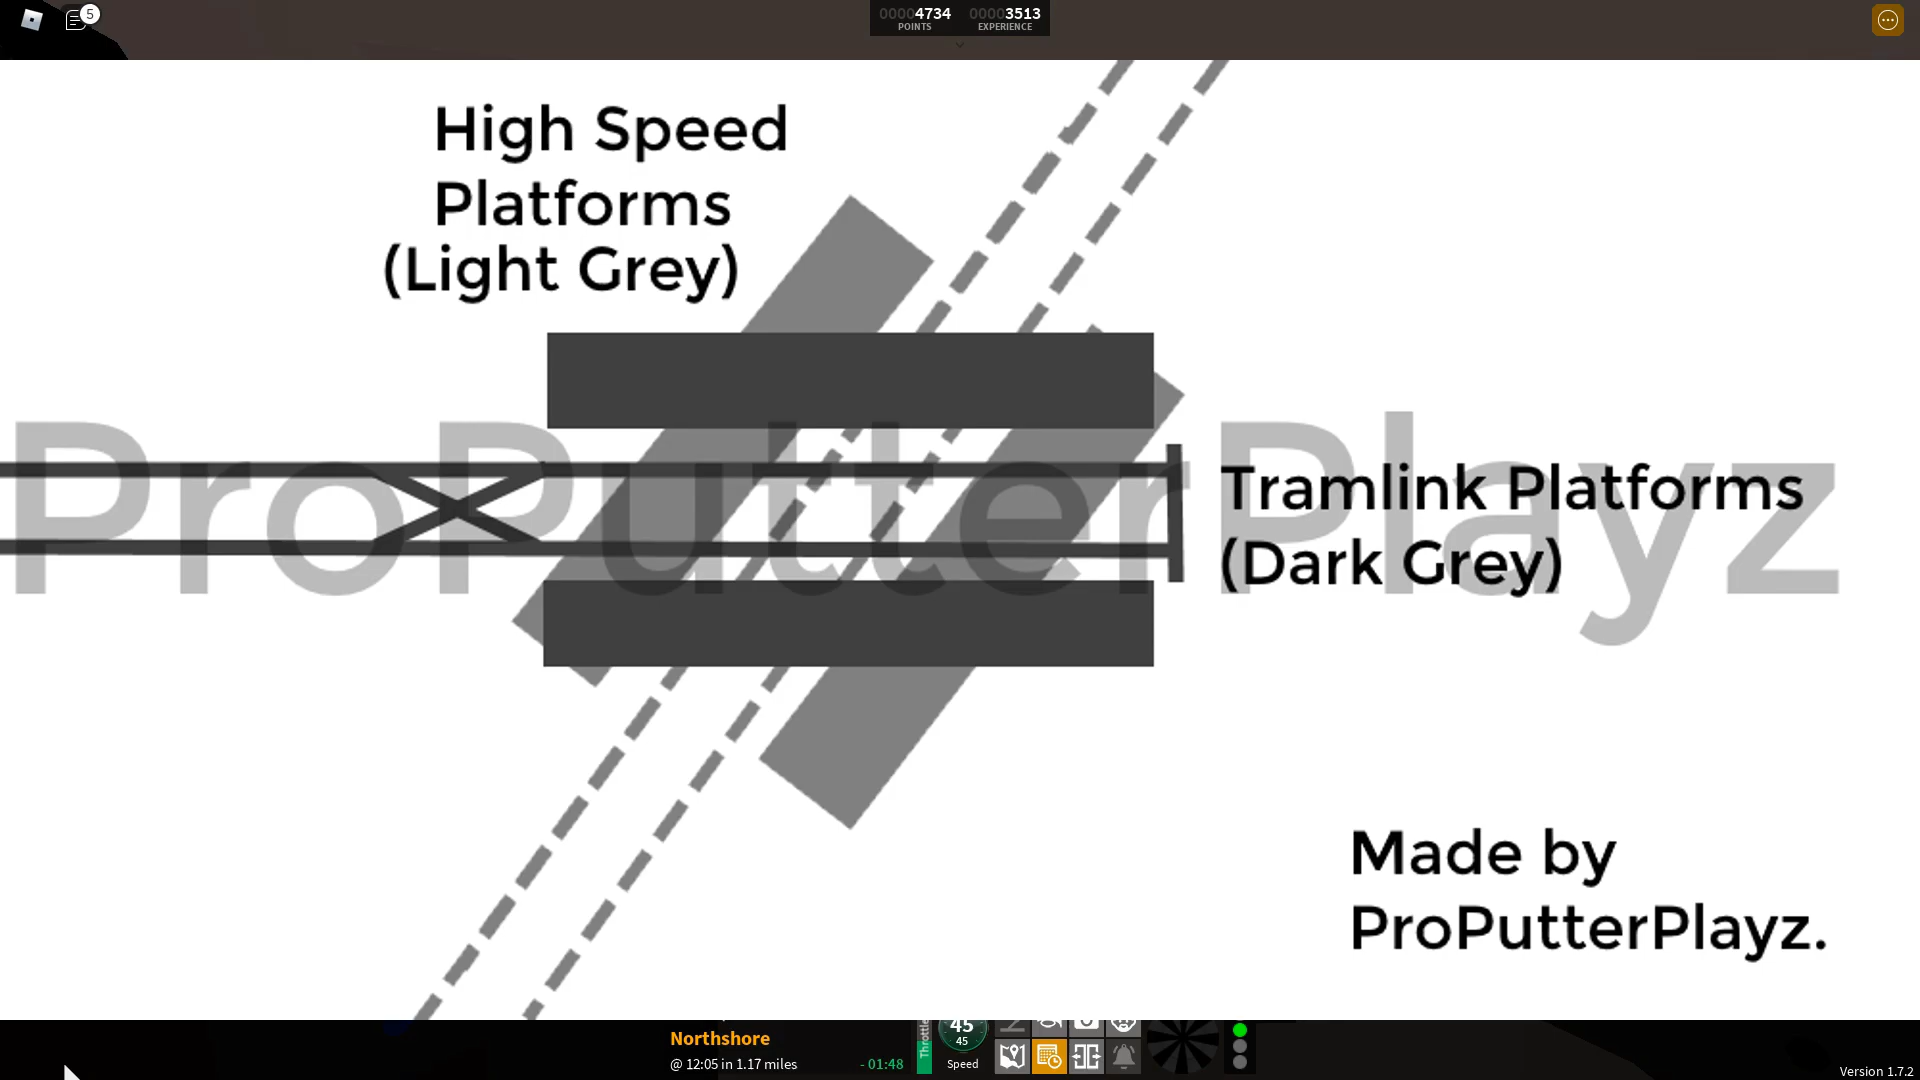 5
00004734 00003513
POINTS EXPERIENCE
High Speed
Platforms
(Light Grey)
ProPutterPlayz
Tramlink Platforms
(Dark Grey)
Made by
ProPutterPlayz.
Northshore
@ 12:05 in 1.17 miles - 01:48
Throttle
45
45
Speed
Version 1.7.2